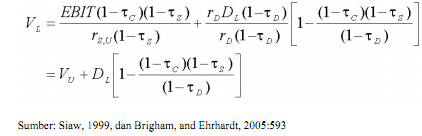 V_L = EBIT(1-τ_C)(1-τ_S) / r_{S,U}(1-τ_S) + r_D D_L(1-τ_D) / r_D(1-τ_D) [1 - (1-τ_C)(1-τ_S) / (1-τ_D)]
= V_U + D_L [1 - (1-τ_C)(1-τ_S) / (1-τ_D)]
Sumber: Siaw, 1999, dan Brigham, and Ehrhardt, 2005:593